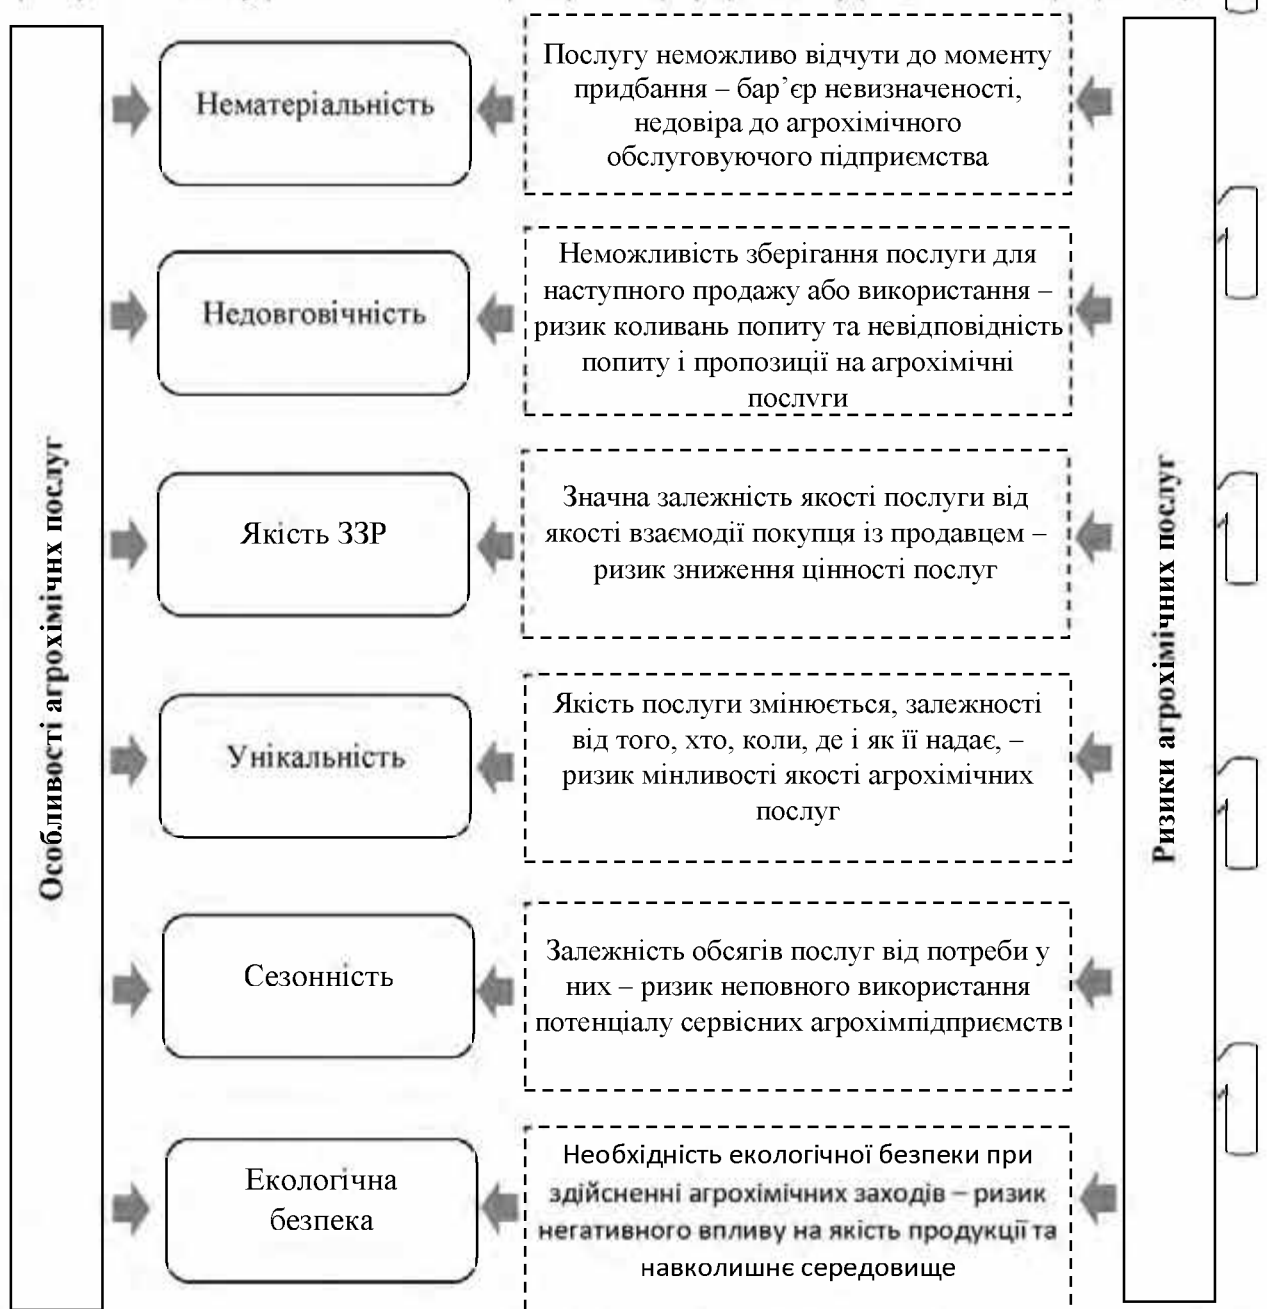 Особливості агрохімічнх послуг
Нематеріальність
Послугу неможливо відчути до моменту
придбання – бар’єр невизначеності,
недовіра до агрохімічного
обслуговуючого підприємства
Недовговічність
Неможливість зберігання послуги для
наступного продажу або використання –
ризик коливань попиту та невідповідність
попиту і пропозиції на агрохімічні
послуги
Якість ЗЗР
Значна залежність якості послуги від
якості взаємодії покупця із продавцем –
ризик зниження цінності послуг
Унікальність
Якість послуги змінюється, залежності
від того, хто, коли, де і як її надає, –
ризик мінливості якості агрохімічних
послуг
Сезонність
Залежність обсягів послуг від потреби у
них – ризик неповного використання
потенціалу сервісних агрохімпідприємств
Екологічна
безпека
Необхідність екологічної безпеки при
здійсненні агрохімічних заходів – ризик
негативного впливу на якість продукції та
навколишнє середовище
Ризики агрохімічних послуг